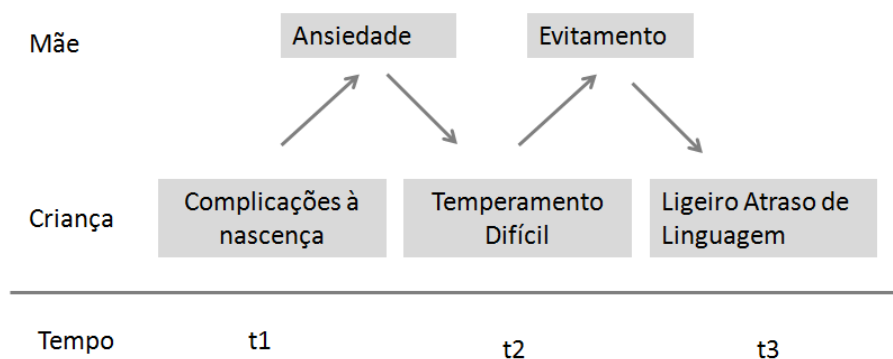 Mãe
Ansiedade
Evitamento
Criança
Complicações à
nascença
Temperamento
Difícil
Ligeiro Atraso de
Linguagem
Tempo
t1
t2
t3